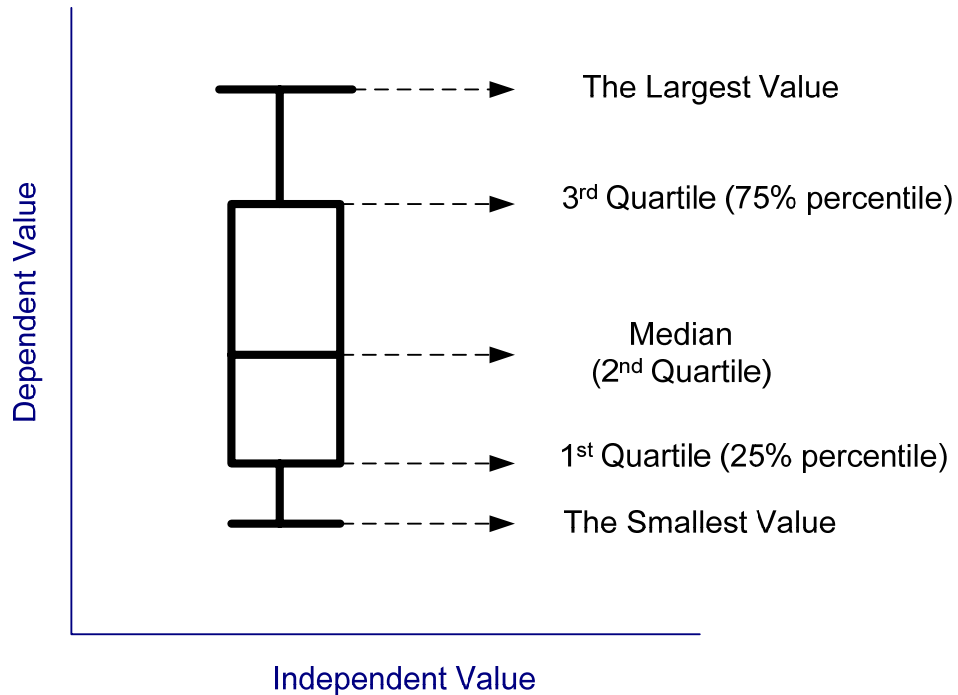 The Largest Value
3rd Quartile (75% percentile)
Dependent Value
Median
(2nd Quartile)
1st Quartile (25% percentile)
The Smallest Value
Independent Value